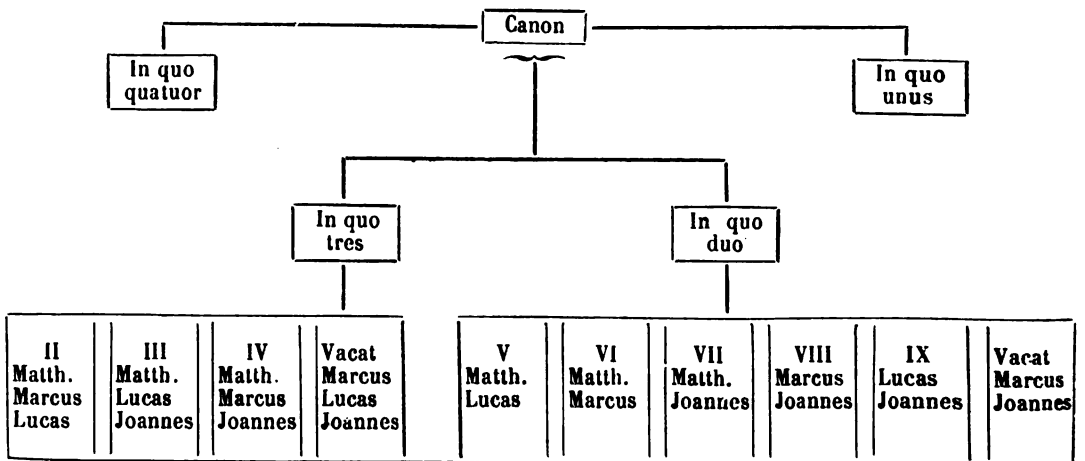 Canon
In quo
quatuor
In quo
unus
In quo
tres
In quo
duo
II
Matth.
Marcus
Lucas
III
Matth.
Lucas
Joannes
IV
Matth.
Marcus
Joannes
Vacat
Marcus
Lucas
Joannes
V
Matth.
Lucas
VI
Matth.
Marcus
VII
Matth.
Joannes
VIII
Marcus
Joannes
IX
Lucas
Joannes
Vacat
Marcus
Joannes